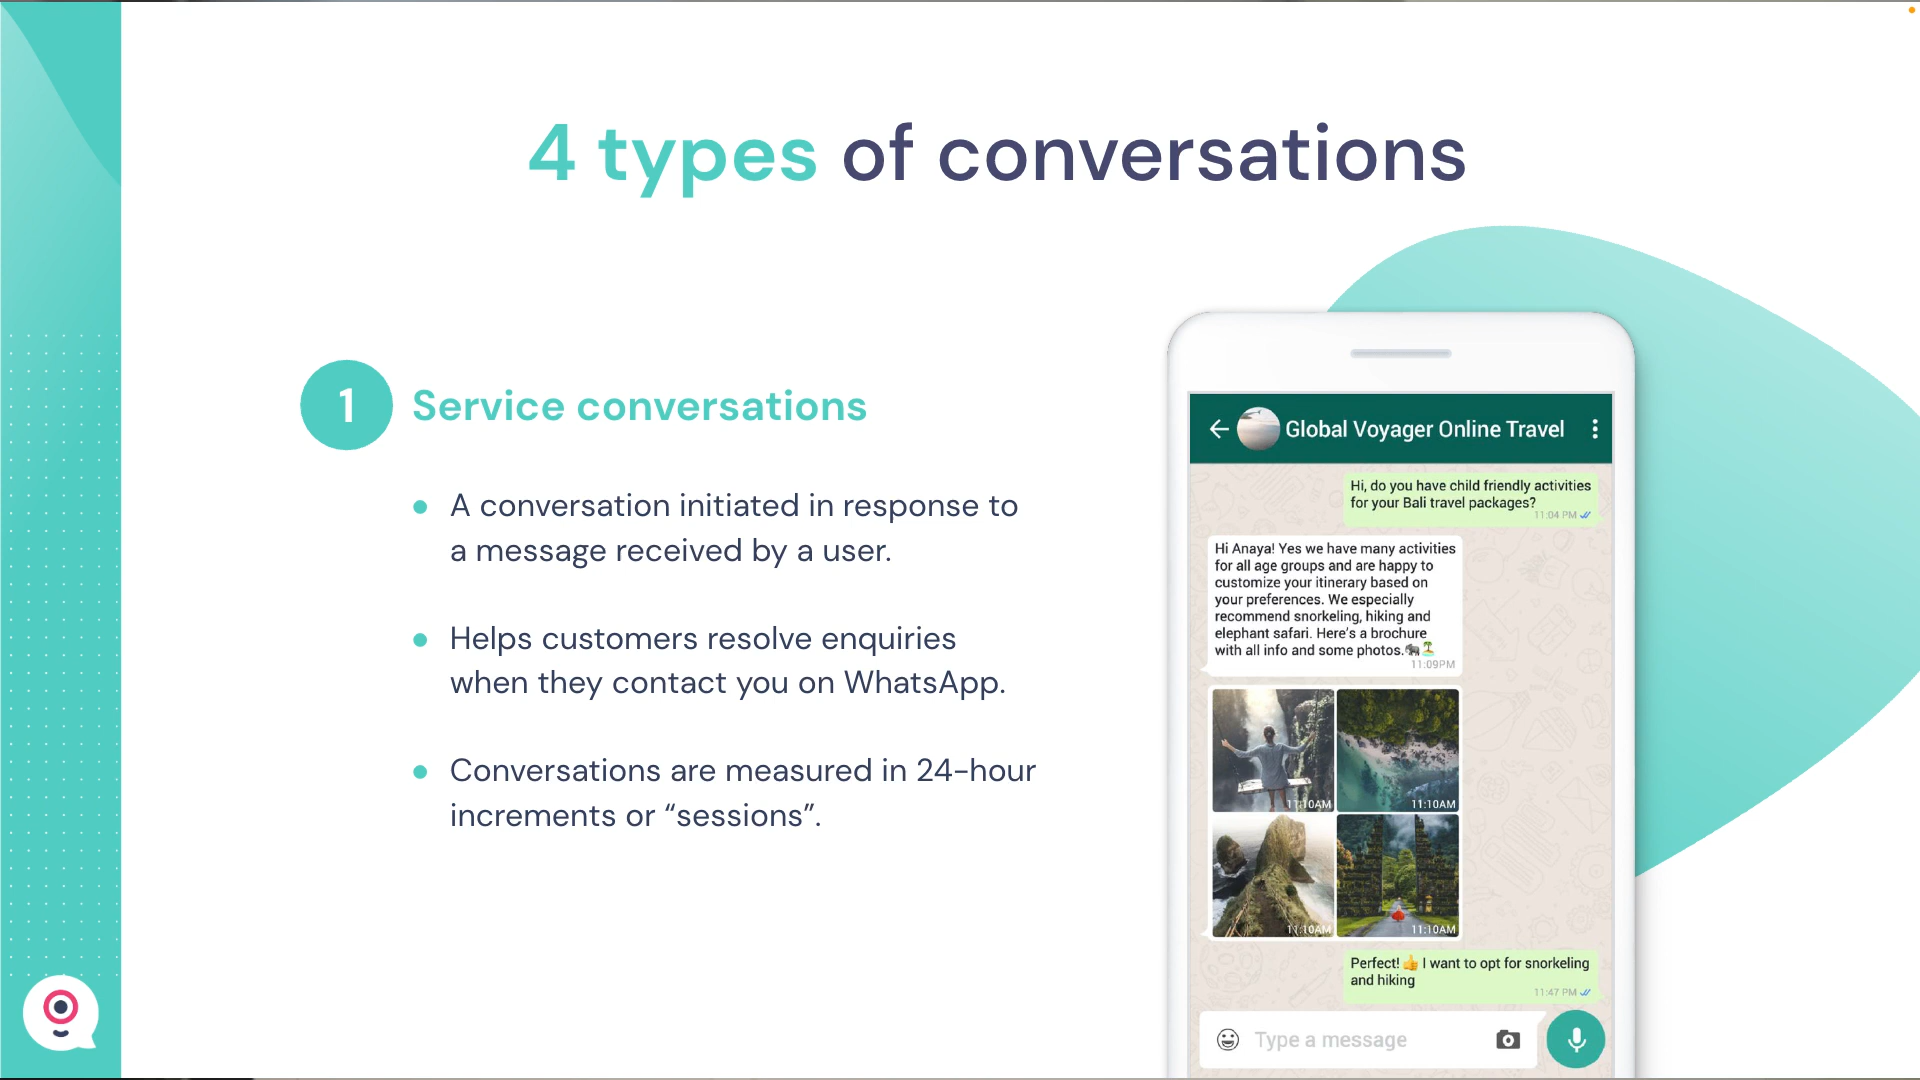 4 types of conversations
1 Service conversations
A conversation initiated in response to
a message received by a user.
Helps customers resolve enquiries
when they contact you on WhatsApp.
Conversations are measured in 24-hour
increments or “sessions”.
Global Voyager Online Travel
Hi, do you have child friendly activities
for your Bali travel packages?
11:04 PM
Hi Anaya! Yes we have many activities
for all age groups and are happy to
customize your itinerary based on
your preferences. We especially
recommend snorkeling, hiking and
elephant safari. Here’s a brochure
with all info and some photos.🐘🏝️
11:09PM
11:10AM
11:10AM
11:10AM
11:10AM
Perfect! 👍 I want to opt for snorkeling
and hiking
11:47 PM
Type a message